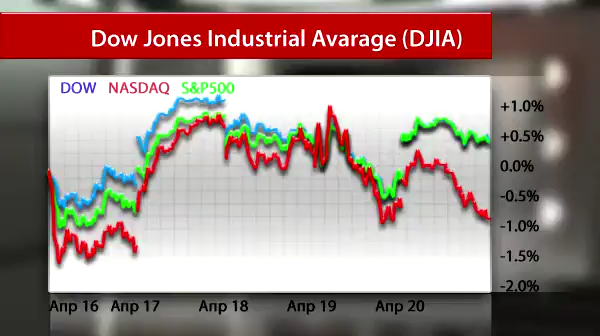 Dow Jones Industrial Avarage (DJIA)
DOW NASDAQ S&P500
+1.0%
+0.5%
0.0%
-0.5%
-1.0%
-1.5%
-2.0%
Апр 16 Апр 17 Апр 18 Апр 19 Апр 20